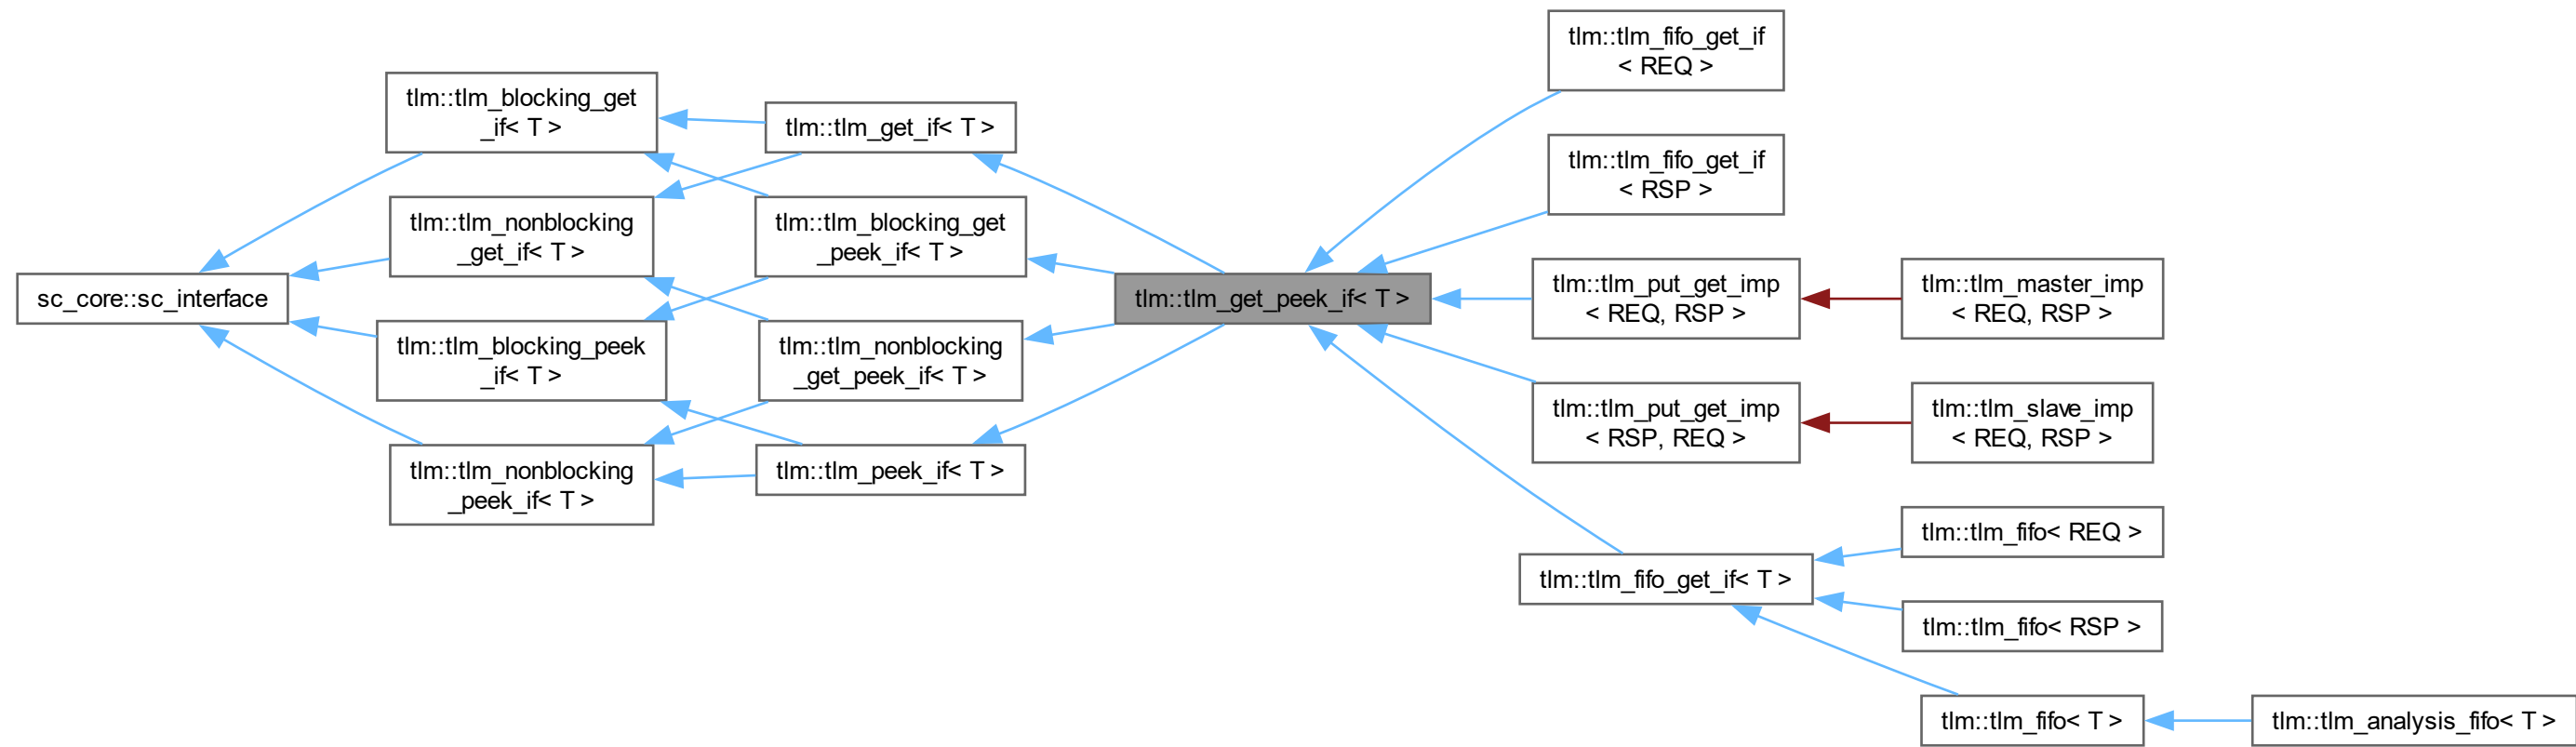 sc_core::sc_interface
tlm::tlm_blocking_get
_if< T >
tlm::tlm_nonblocking
_get_if< T >
tlm::tlm_blocking_peek
_if< T >
tlm::tlm_nonblocking
_peek_if< T >
tlm::tlm_get_if< T >
tlm::tlm_blocking_get
_peek_if< T >
tlm::tlm_nonblocking
_get_peek_if< T >
tlm::tlm_peek_if< T >
tlm::tlm_get_peek_if< T >
tlm::tlm_fifo_get_if
< REQ >
tlm::tlm_fifo_get_if
< RSP >
tlm::tlm_put_get_imp
< REQ, RSP >
tlm::tlm_put_get_imp
< RSP, REQ >
tlm::tlm_fifo_get_if< T >
tlm::tlm_master_imp
< REQ, RSP >
tlm::tlm_slave_imp
< REQ, RSP >
tlm::tlm_fifo< REQ >
tlm::tlm_fifo< RSP >
tlm::tlm_fifo< T >
tlm::tlm_analysis_fifo< T >